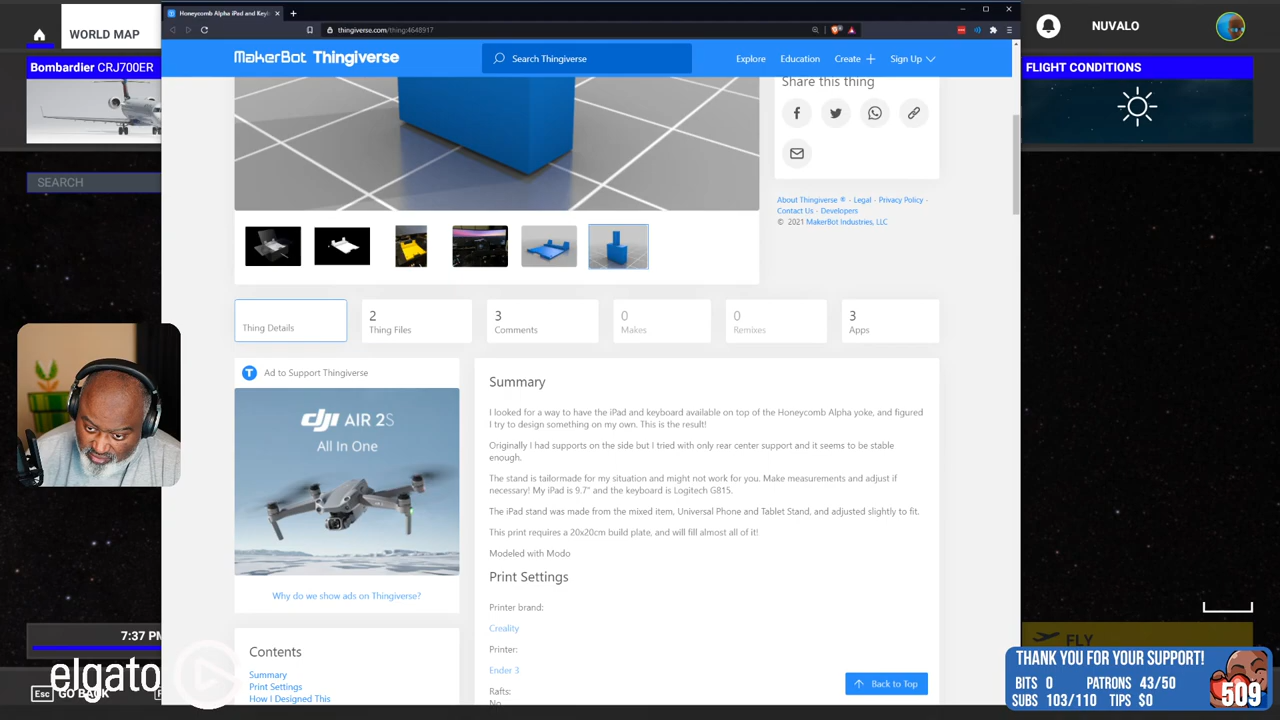 Honeycomb Alpha iPad and Keyb
WORLD MAP
thingiverse.com/thing:4648917
NUVALO
Bombardier CRJ700ER
MakerBot Thingiverse
Search Thingiverse
Explore
Education
Create
Sign Up
FLIGHT CONDITIONS
Share this thing
SEARCH
About Thingiverse ® · Legal · Privacy Policy ·
Contact Us · Developers
© 2021 MakerBot Industries, LLC
Thing Details
2
Thing Files
3
Comments
0
Makes
0
Remixes
3
Apps
Ad to Support Thingiverse
dji AIR 2S
All In One
Why do we show ads on Thingiverse?
Summary
I looked for a way to have the iPad and keyboard available on top of the Honeycomb Alpha yoke, and figured
I try to design something on my own. This is the result!
Originally I had supports on the side but I tried with only rear center support and it seems to be stable
enough.
The stand is tailormade for my situation and might not work for you. Make measurements and adjust if
necessary! My iPad is 9.7" and the keyboard is Logitech G815.
The iPad stand was made from the mixed item, Universal Phone and Tablet Stand, and adjusted slightly to fit.
This print requires a 20x20cm build plate, and will fill almost all of it!
Modeled with Modo
Print Settings
Printer brand:
Creality
Printer:
Ender 3
Rafts:
No
Contents
Summary
Print Settings
How I Designed This
Back to Top
7:37 PM
elgato
Esc GO BACK
FLY
THANK YOU FOR YOUR SUPPORT!
BITS 0 PATRONS 43/50
SUBS 103/110 TIPS $0
509